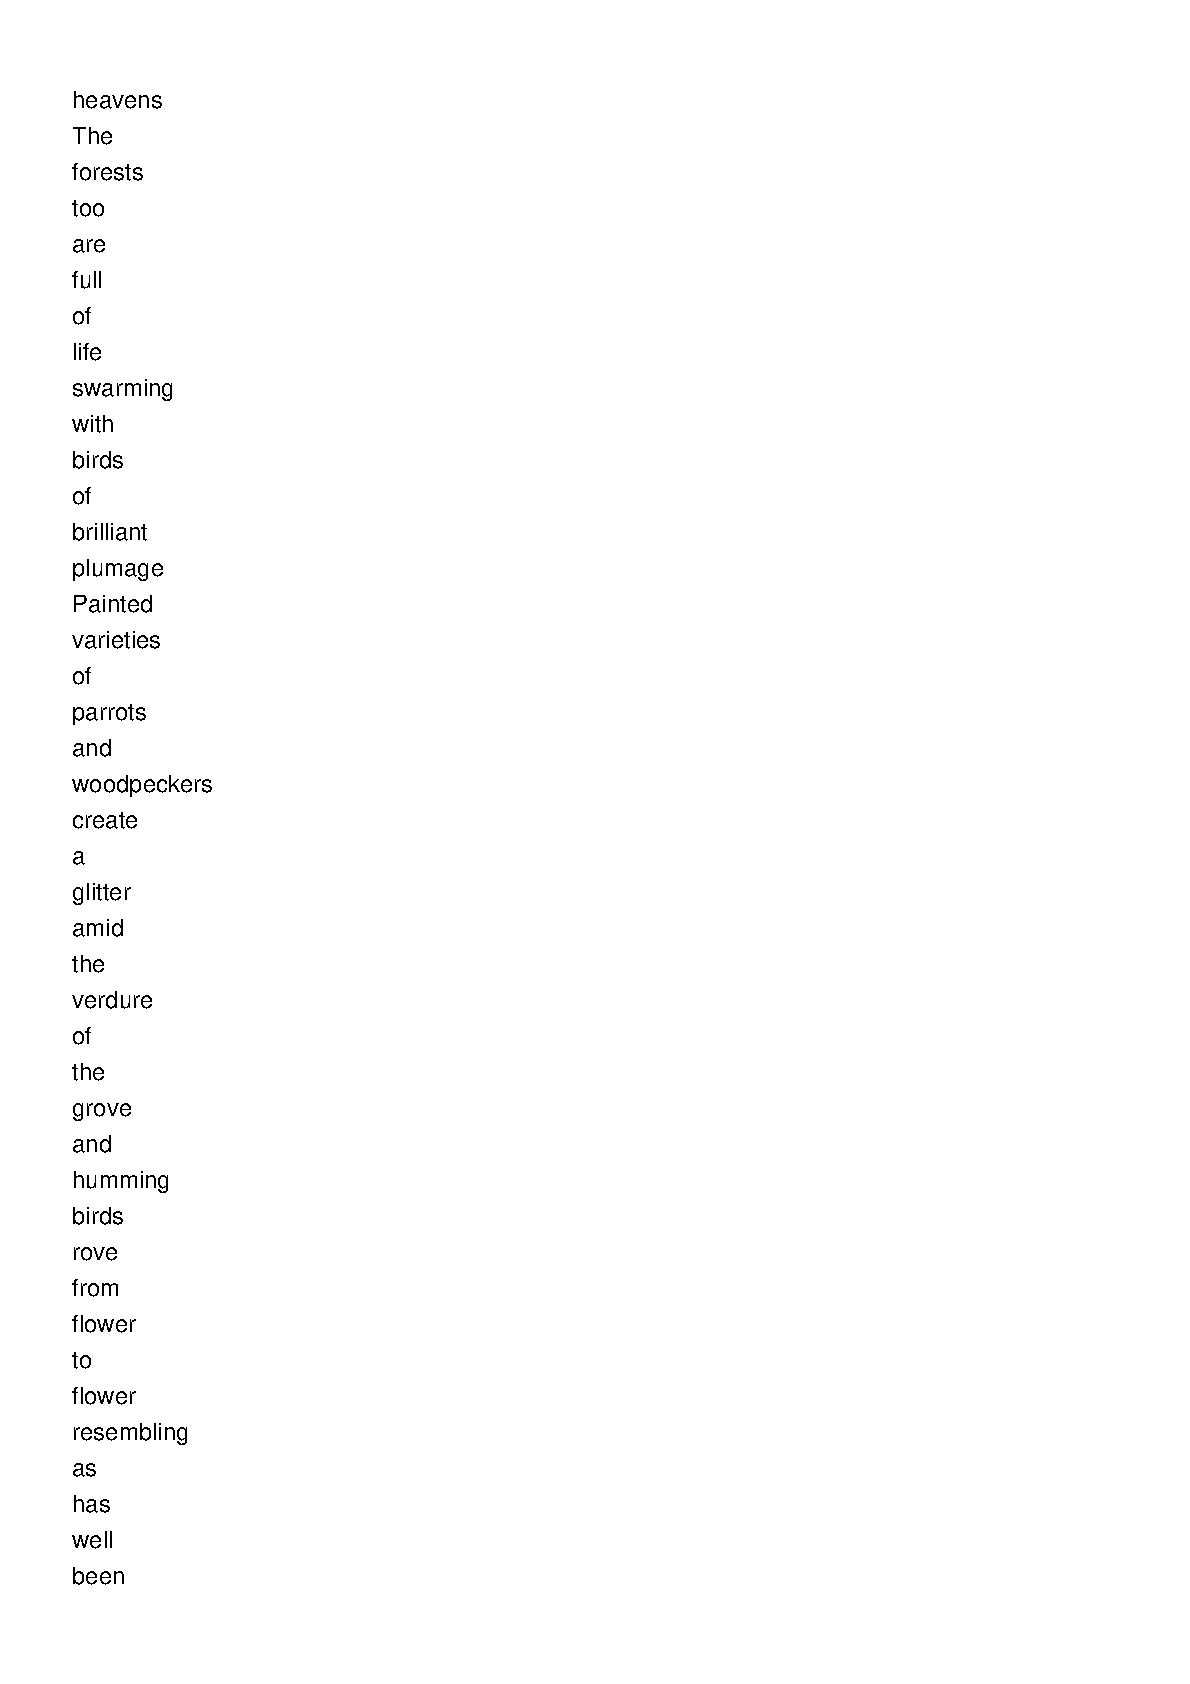 heavens
The
forests
too
are
full
of
life
swarming
with
birds
of
brilliant
plumage
Painted
varieties
of
parrots
and
woodpeckers
create
a
glitter
amid
the
verdure
of
the
grove
and
humming
birds
rove
from
flower
to
flower
resembling
as
has
well
been